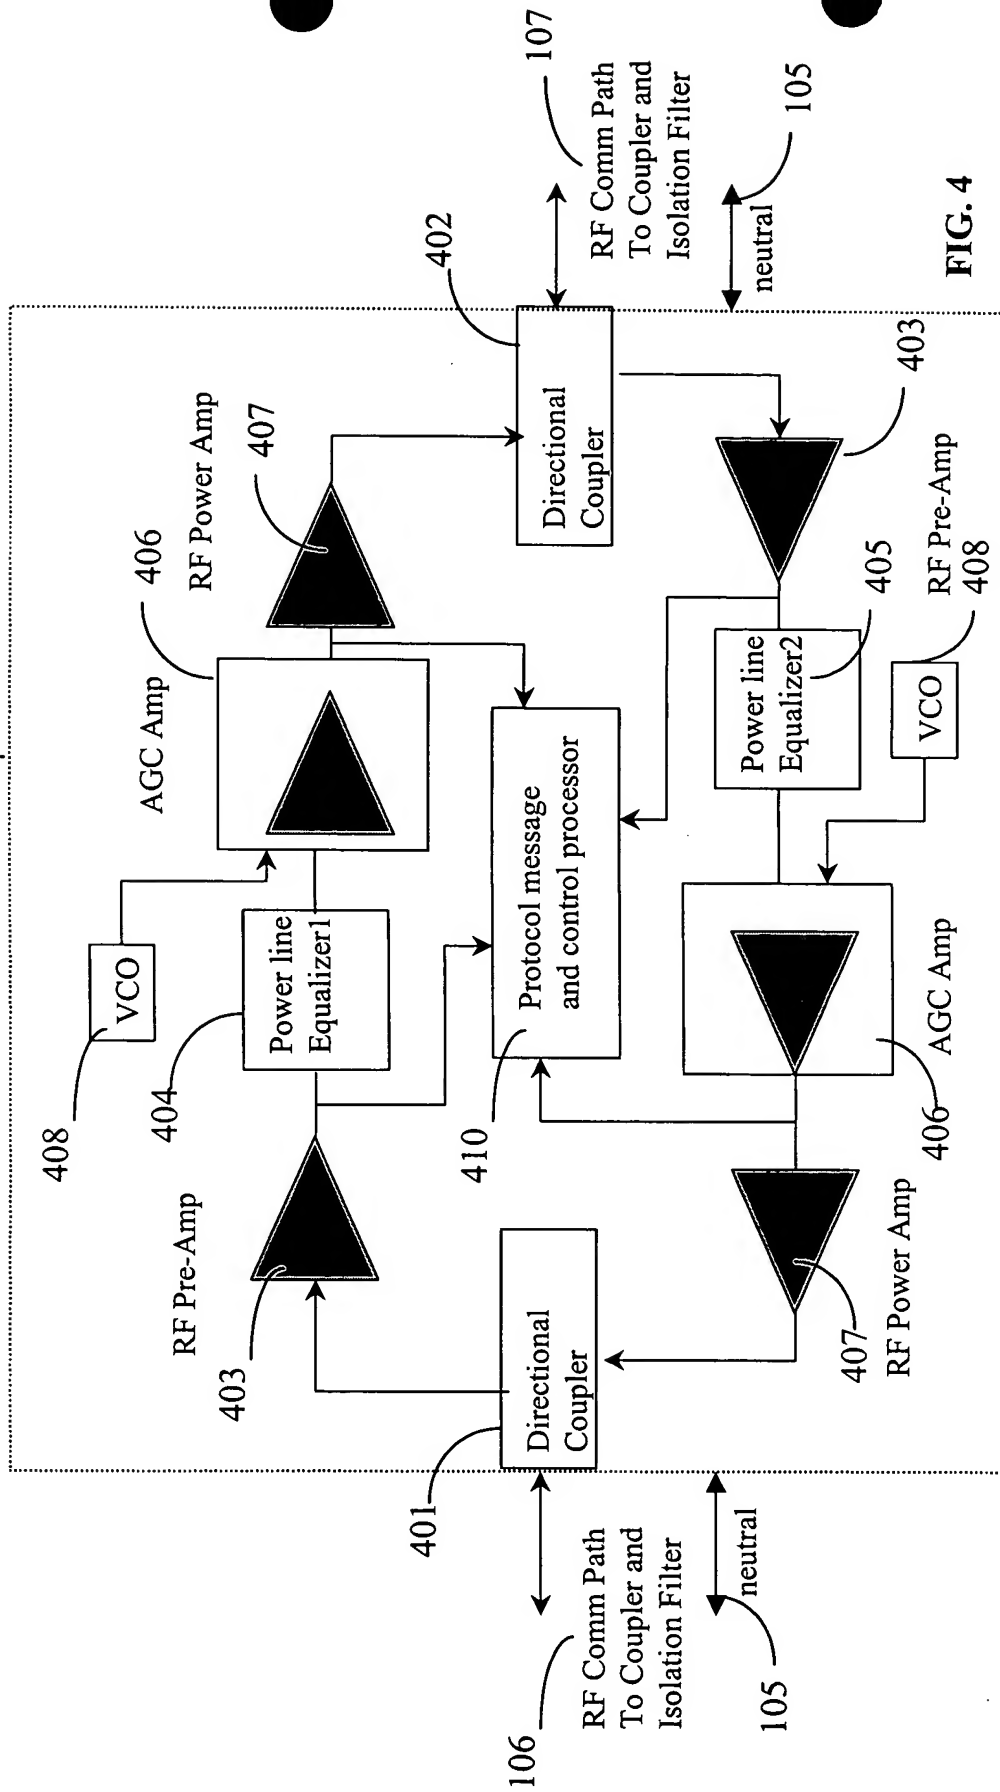 408
VCO
404
Power line
Equalizer1
AGC Amp
406
RF Power Amp
407
RF Pre-Amp
403
401
Directional
Coupler
410
Protocol message
and control processor
402
Directional
Coupler
106
RF Comm Path
To Coupler and
Isolation Filter
107
RF Comm Path
To Coupler and
Isolation Filter
105
neutral
neutral
105
407
RF Power Amp
406
AGC Amp
Power line
Equalizer2
405
VCO
408
RF Pre-Amp
403
FIG. 4